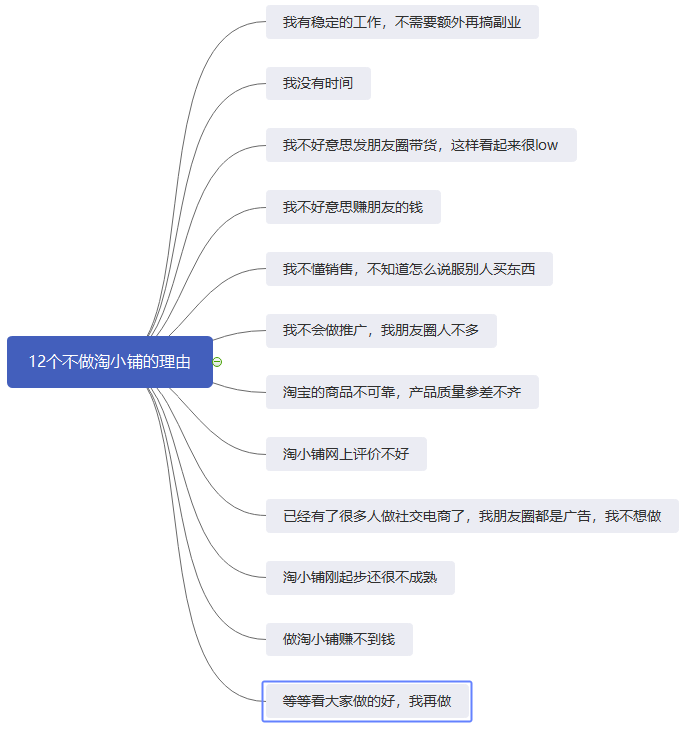 12个不做淘小铺的理由
我有稳定的工作，不需要额外再搞副业
我没有时间
我不好意思发朋友圈带货，这样看起来很low
我不好意思赚朋友的钱
我不懂销售，不知道怎么说服别人买东西
我不会做推广，我朋友圈人不多
淘宝的商品不可靠，产品质量参差不齐
淘小铺网上评价不好
已经有了很多人做社交电商了，我朋友圈都是广告，我不想做
淘小铺刚起步还很不成熟
做淘小铺赚不到钱
等等看大家做的好，我再做